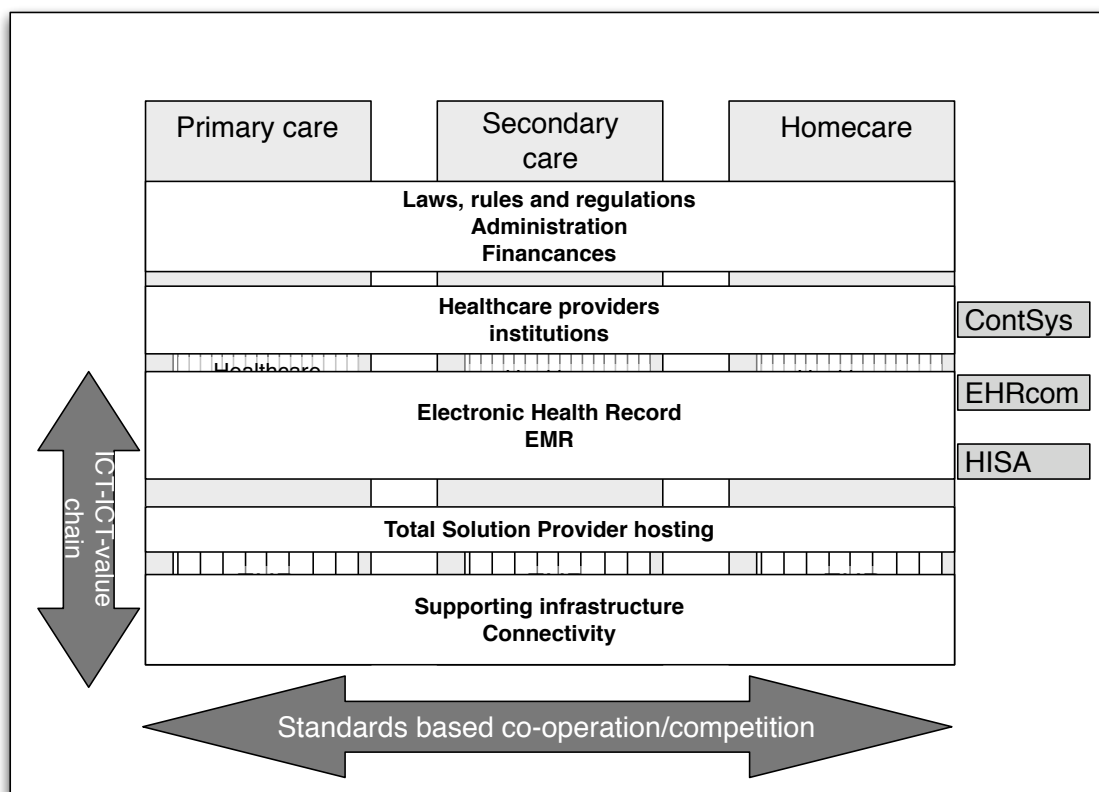 Primary care
Secondary
care
Homecare
Laws, rules and regulations
Administration
Financances
Healthcare providers
institutions
ContSys
Healthcare
EHRcom
Electronic Health Record
EMR
HISA
ICT-ICT-value
chain
Total Solution Provider hosting
Supporting infrastructure
Connectivity
Standards based co-operation/competition